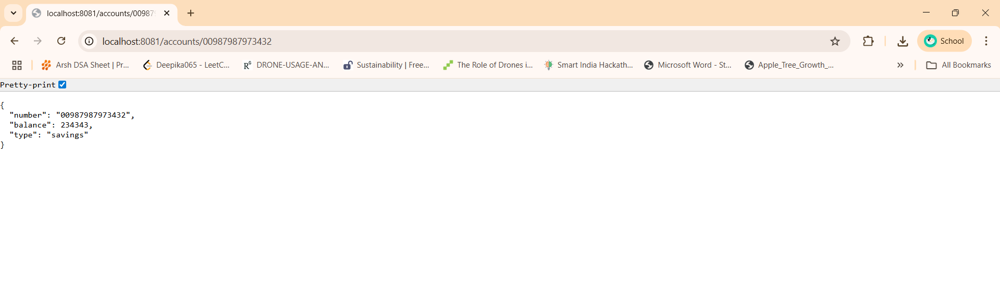 localhost:8081/accounts/00987
localhost:8081/accounts/00987987973432
School
Arsh DSA Sheet | Pr...
Deepika065 - LeetC...
RG DRONE-USAGE-AN...
Sustainability | Free...
The Role of Drones i...
Smart India Hackath...
Microsoft Word - St...
Apple_Tree_Growth_...
All Bookmarks
Pretty-print
{
"number": "00987987973432",
"balance": 234343,
"type": "savings"
}